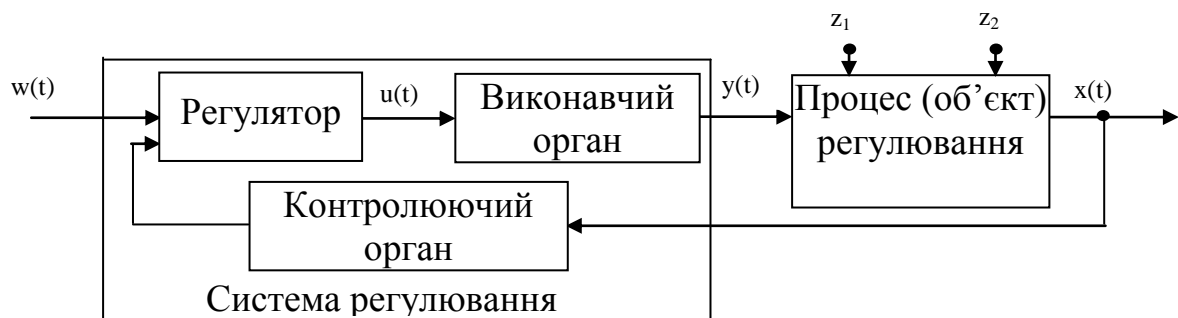 z₁
z₂
w(t)
Регулятор
u(t)
Виконавчий
орган
y(t)
Процес (об’єкт)
регулювання
x(t)
Контролюючий
орган
Система регулювання